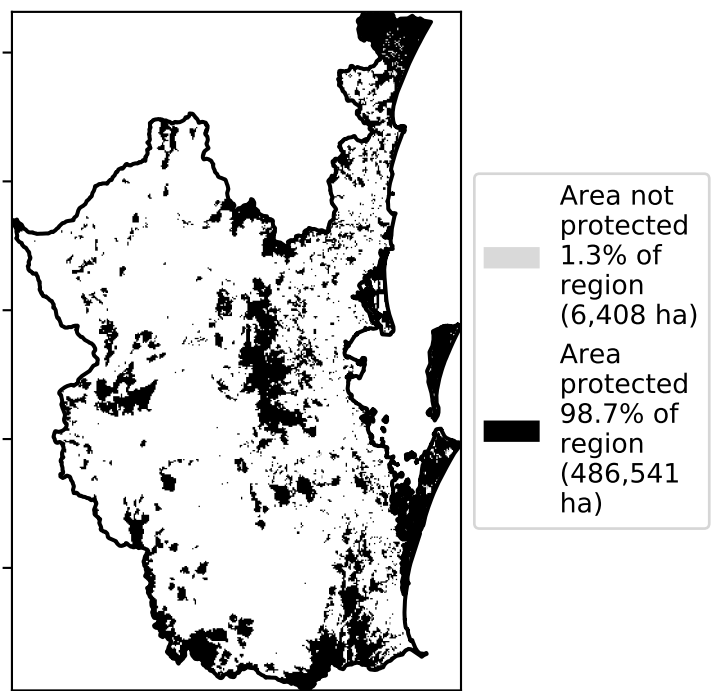 Area not
protected
1.3% of
region
(6,408 ha)
Area
protected
98.7% of
region
(486,541
ha)